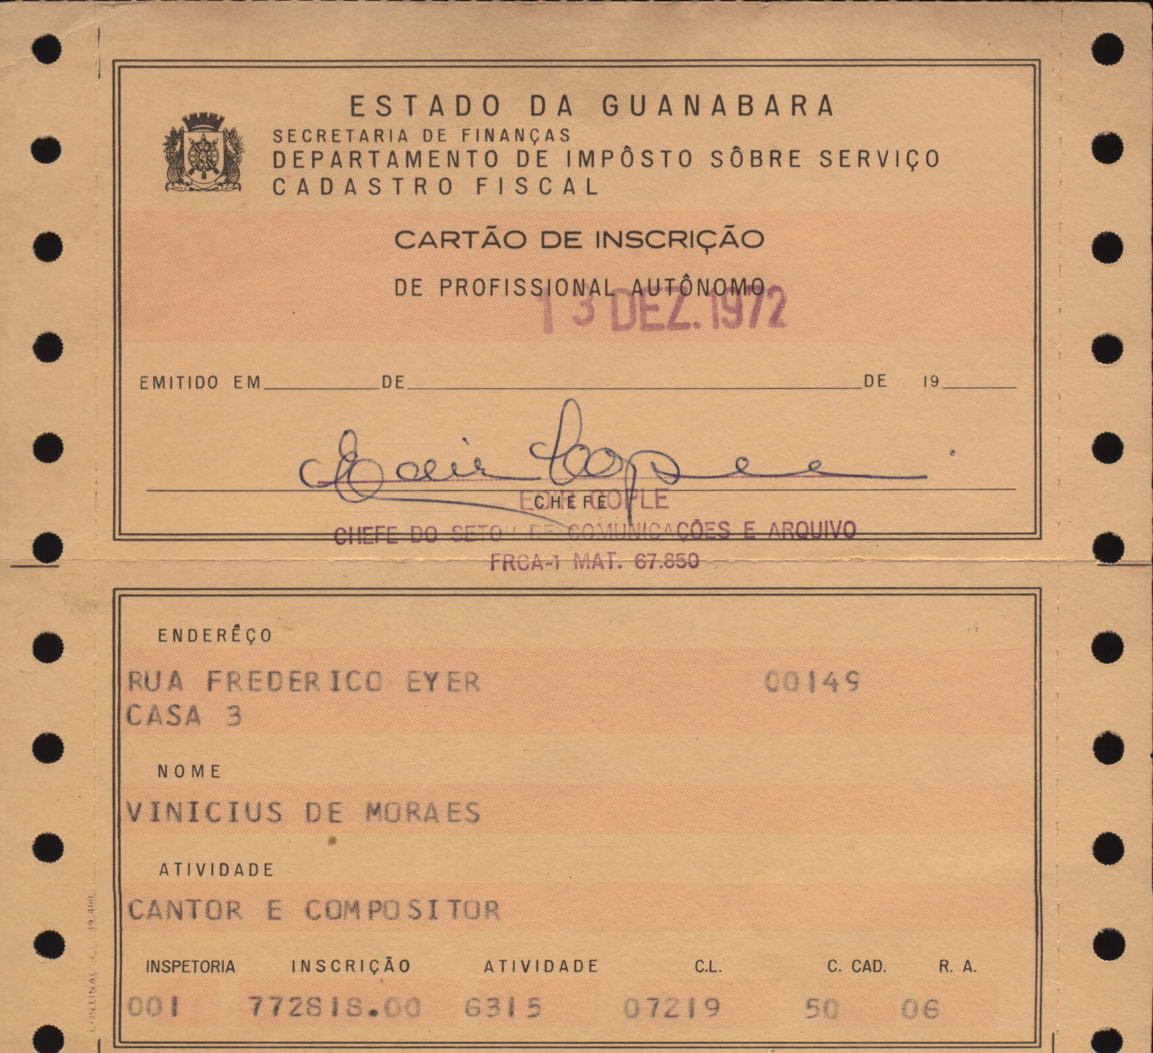 ESTADO DA GUANABARA
SECRETARIA DE FINANÇAS
DEPARTAMENTO DE IMPÔSTO SÔBRE SERVIÇO
CADASTRO FISCAL
CARTÃO DE INSCRIÇÃO
DE PROFISSIONAL AUTÔNOMO
13 DEZ. 1972
EMITIDO EM DE DE 19
CHEFE
COPLE
CHEFE DO SETOR DE COMUNICAÇÕES E ARQUIVO
FRCA-1 MAT. 67.850
ENDERÊÇO
RUA FREDERICO EYER 00149
CASA 3
NOME
VINICIUS DE MORAES
ATIVIDADE
CANTOR E COMPOSITOR
INSPETORIA INSCRIÇÃO ATIVIDADE C.L. C. CAD. R. A.
001 772818.00 6315 07219 50 06